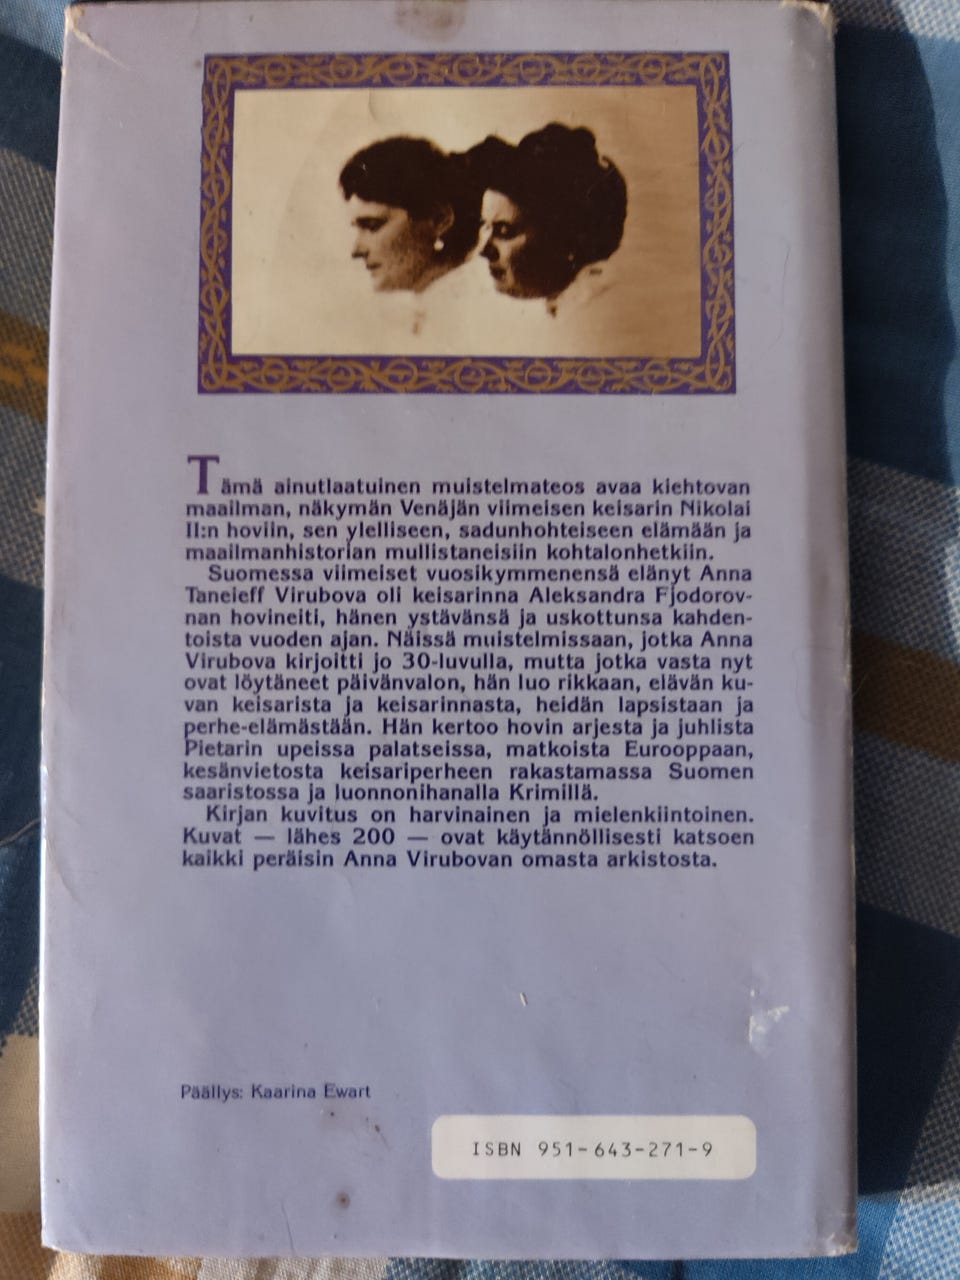 Tämä ainutlaatuinen muistelmateos avaa kiehtovan
maailman, näkymän Venäjän viimeisen keisarin Nikolai
II:n hoviin, sen ylelliseen, sadunhohteiseen elämään ja
maailmanhistorian mullistaneisiin kohtalonhetkiin.
Suomessa viimeiset vuosikymmenensä elänyt Anna
Taneieff Virubova oli keisarinna Aleksandra Fjodorov-
nan hovineiti, hänen ystävänsä ja uskottunsa kahden-
toista vuoden ajan. Näissä muistelmissaan, jotka Anna
Virubova kirjoitti jo 30-luvulla, mutta jotka vasta nyt
ovat löytäneet päivänvalon, hän luo rikkaan, elävän ku-
van keisarista ja keisarinnasta, heidän lapsistaan ja
perhe-elämästään. Hän kertoo hovin arjesta ja juhlista
Pietarin upeissa palatseissa, matkoista Eurooppaan,
kesänvietosta keisariperheen rakastamassa Suomen
saaristossa ja luonnonihanalla Krimillä.
Kirjan kuvitus on harvinainen ja mielenkiintoinen.
Kuvat — lähes 200 — ovat käytännöllisesti katsoen
kaikki peräisin Anna Virubovan omasta arkistosta.
Päällys: Kaarina Ewart
ISBN 951-643-271-9